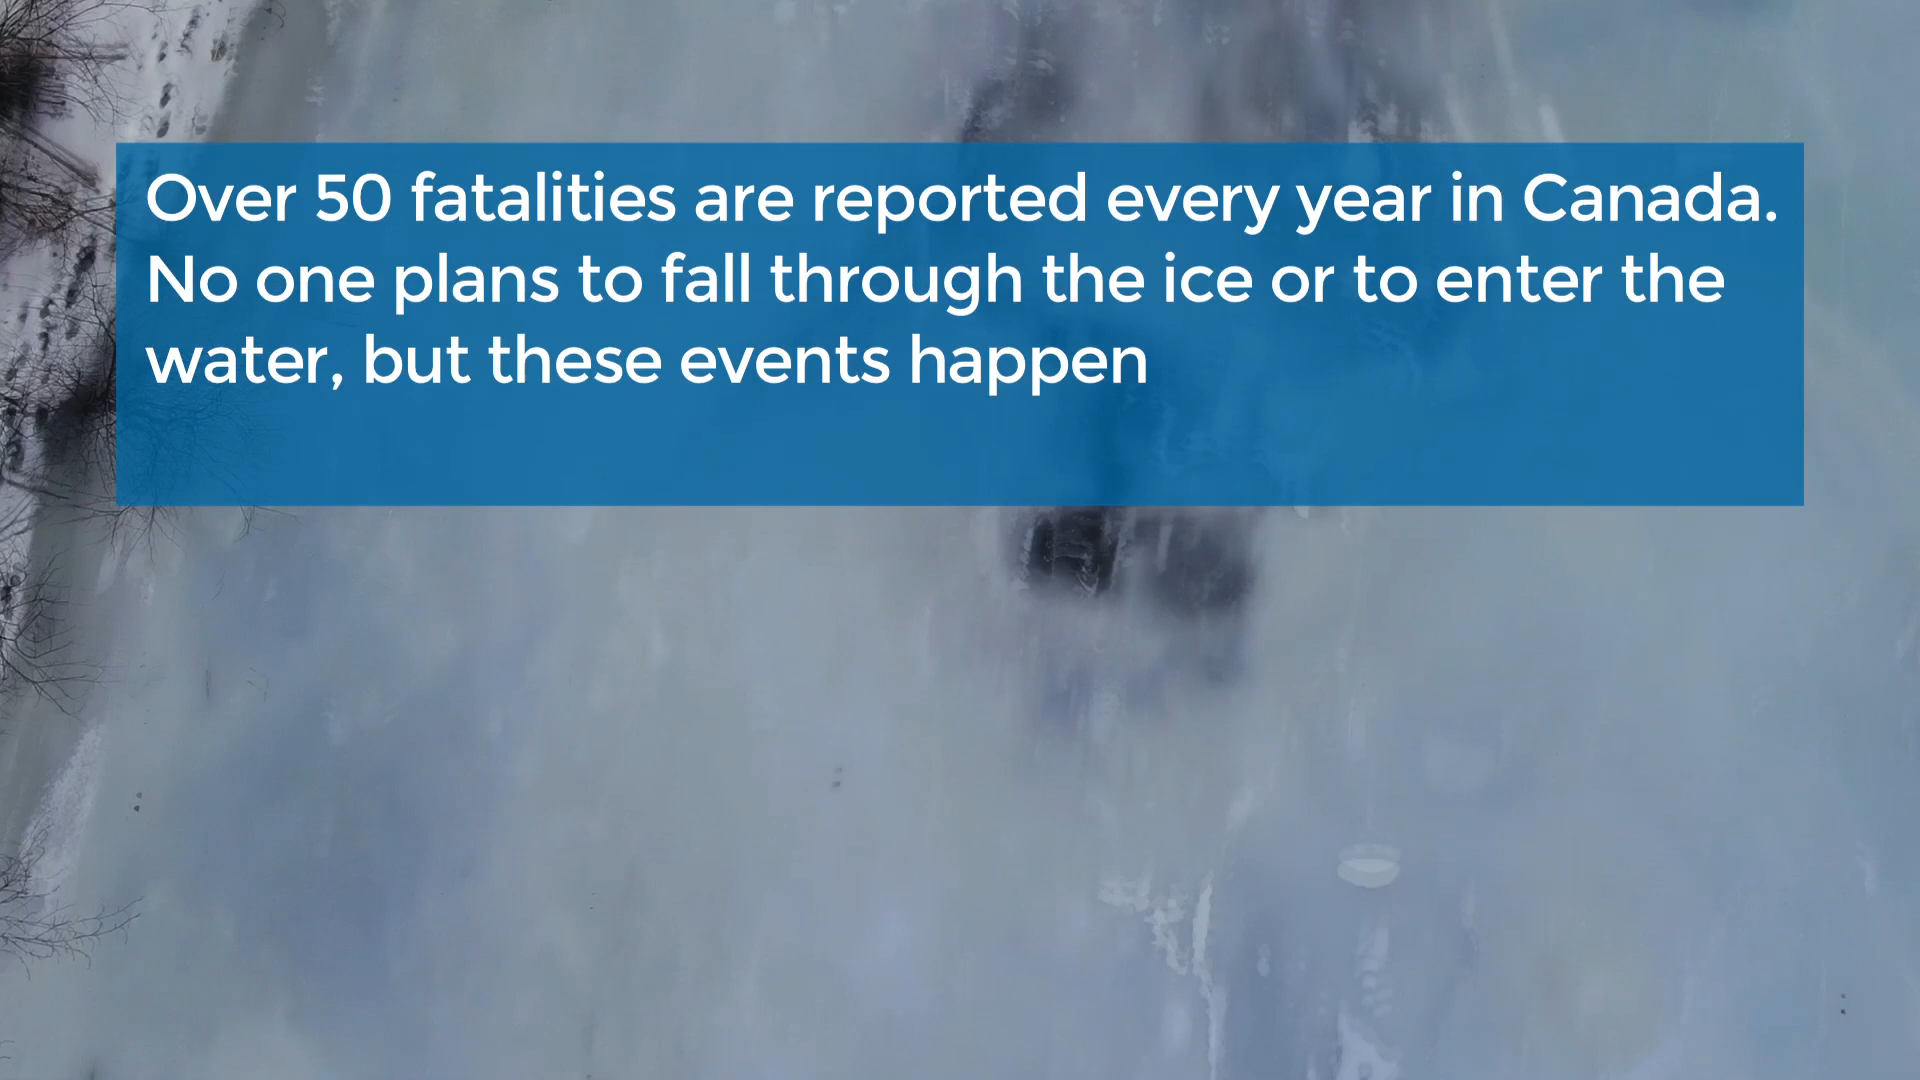 Over 50 fatalities are reported every year in Canada.
No one plans to fall through the ice or to enter the
water, but these events happen